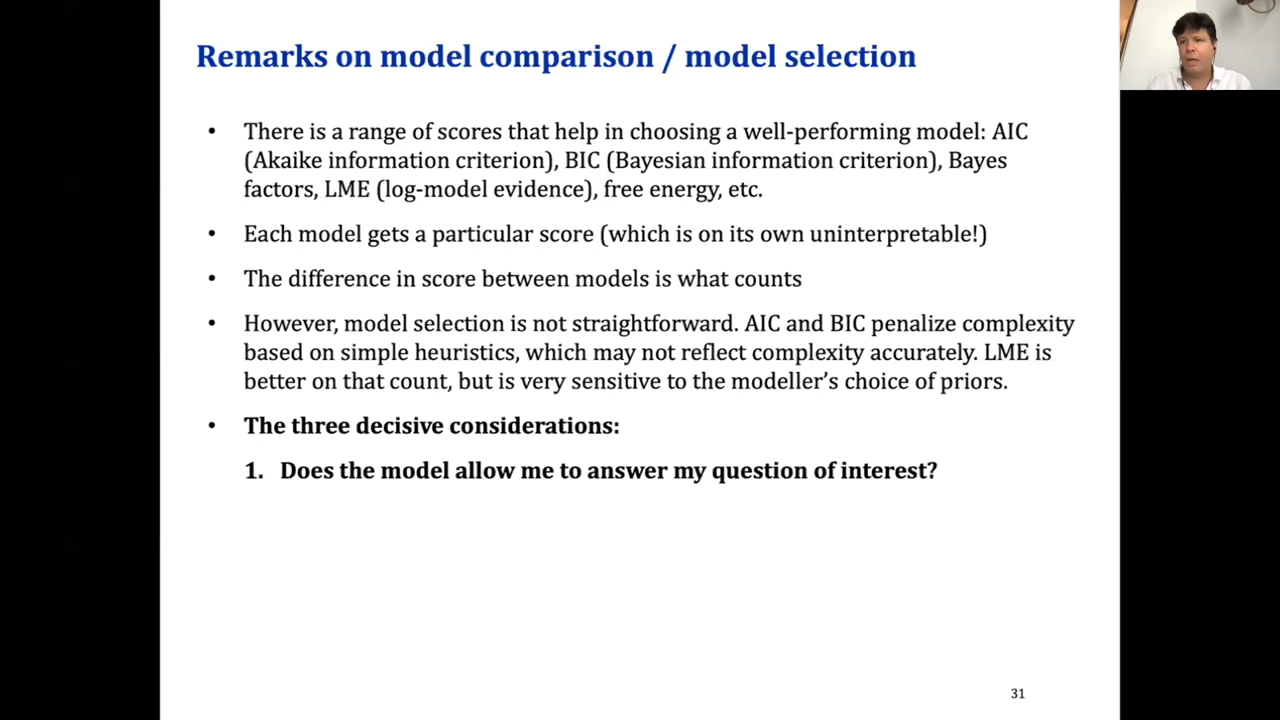 Remarks on model comparison / model selection
• There is a range of scores that help in choosing a well-performing model: AIC
(Akaike information criterion), BIC (Bayesian information criterion), Bayes
factors, LME (log-model evidence), free energy, etc.
• Each model gets a particular score (which is on its own uninterpretable!)
• The difference in score between models is what counts
• However, model selection is not straightforward. AIC and BIC penalize complexity
based on simple heuristics, which may not reflect complexity accurately. LME is
better on that count, but is very sensitive to the modeller’s choice of priors.
• The three decisive considerations:
1. Does the model allow me to answer my question of interest?
31